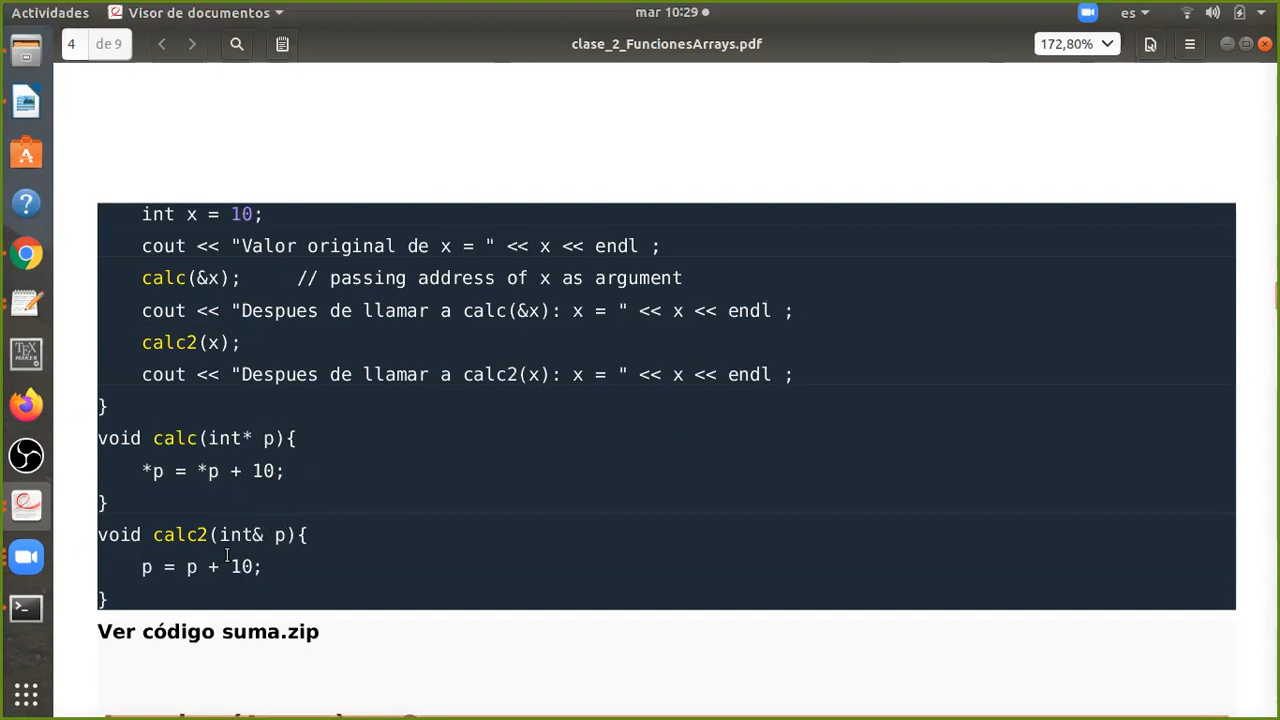 Actividades
Visor de documentos
mar 10:29
es
4
de 9
clase_2_FuncionesArrays.pdf
172,80%
int x = 10;
cout << "Valor original de x = " << x << endl ;
calc(&x);     // passing address of x as argument
cout << "Despues de llamar a calc(&x): x = " << x << endl ;
calc2(x);
cout << "Despues de llamar a calc2(x): x = " << x << endl ;
}
void calc(int* p){
*p = *p + 10;
}
void calc2(int& p){
p = p + 10;
}
Ver código suma.zip